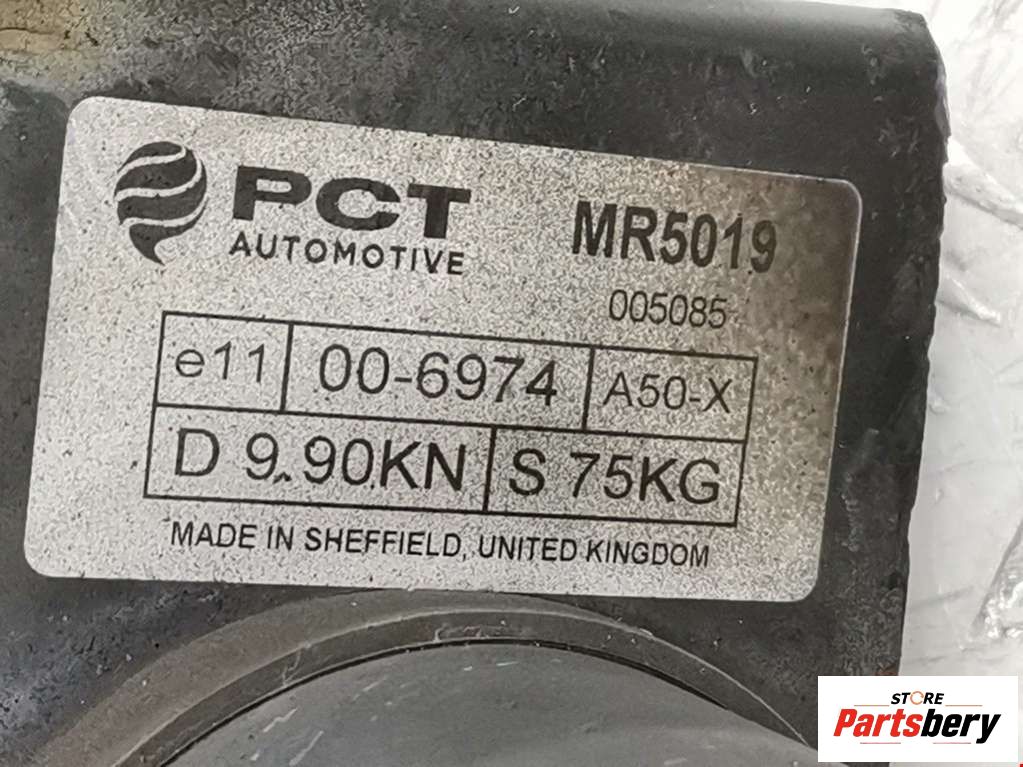 PCT
AUTOMOTIVE
MR5019
005085
e11 00-6974 A50-X
D 9.90KN S 75KG
MADE IN SHEFFIELD, UNITED KINGDOM
STORE
Partsbery